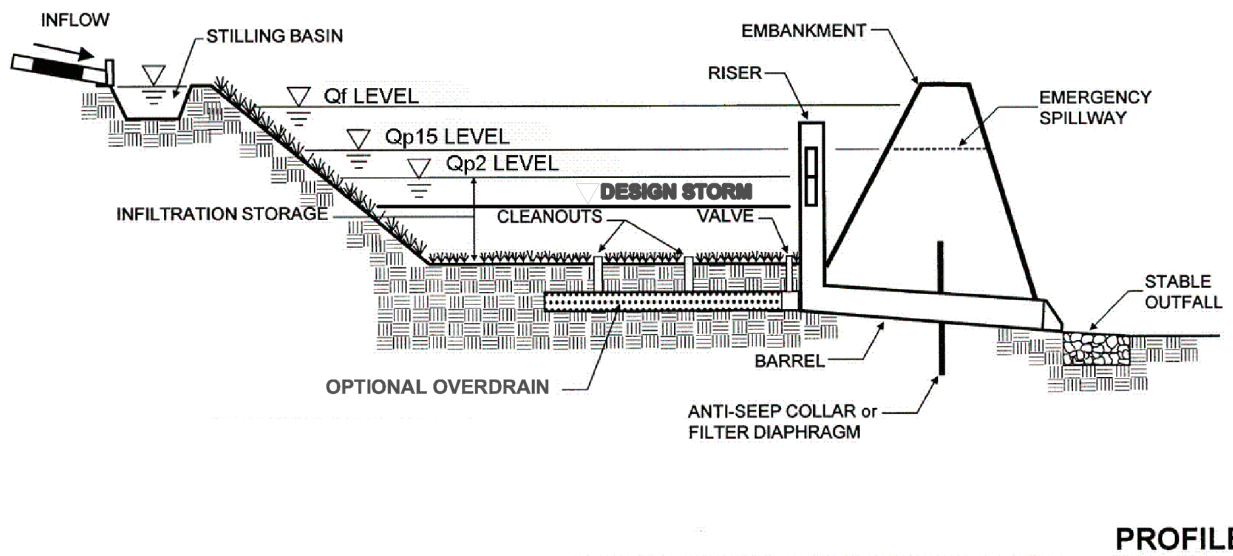 INFLOW
STILLING BASIN
EMBANKMENT
RISER
Qf LEVEL
EMERGENCY
SPILLWAY
Qp15 LEVEL
Qp2 LEVEL
DESIGN STORM
INFILTRATION STORAGE
CLEANOUTS
VALVE
STABLE
OUTFALL
BARREL
OPTIONAL OVERDRAIN
ANTI-SEEP COLLAR or
FILTER DIAPHRAGM
PROFILE